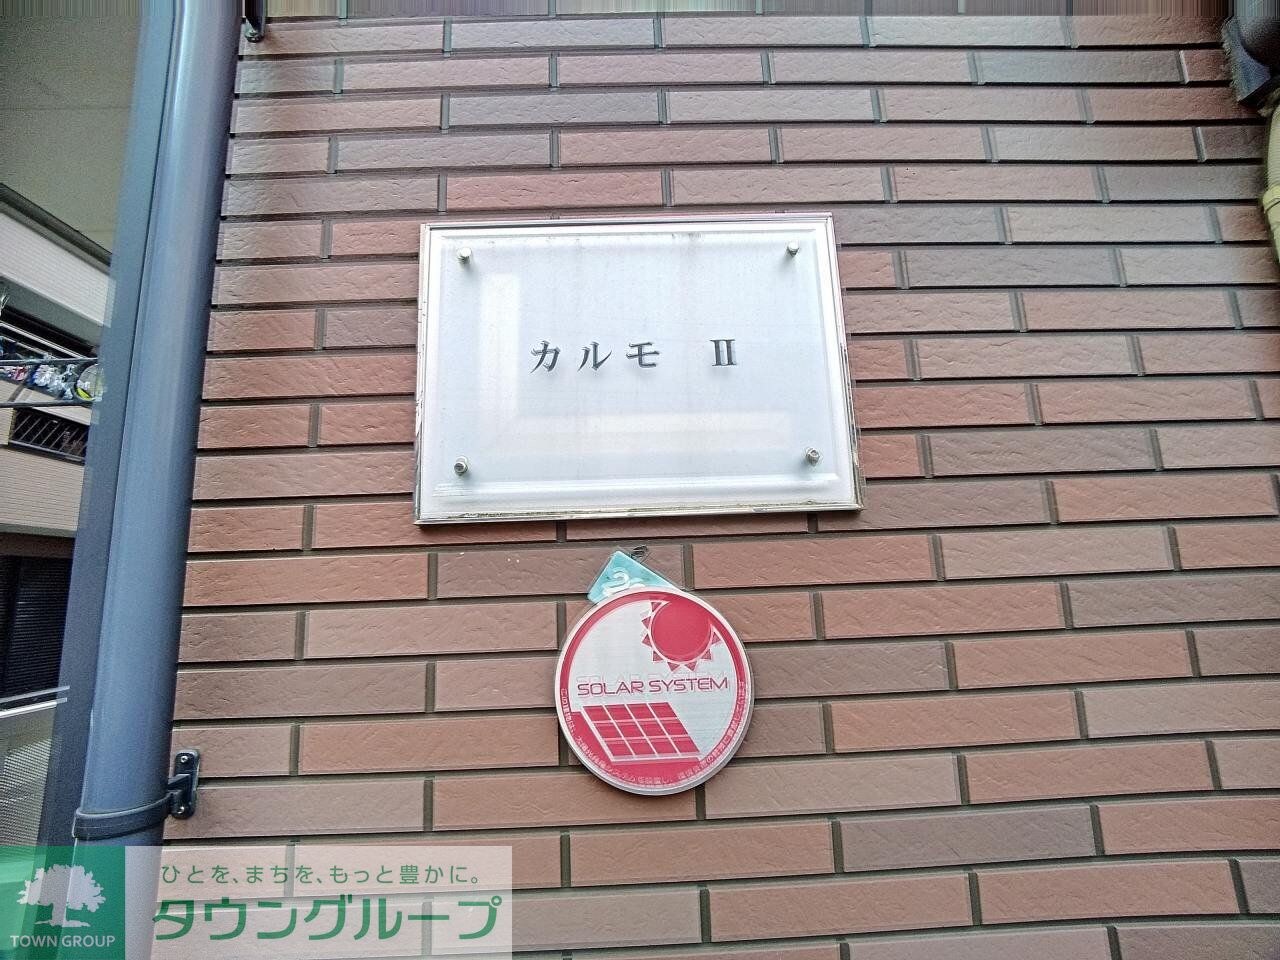 カルモ Ⅱ
SOLAR SYSTEM
ひとを、まちを、もっと豊かに。
タウングループ
TOWN GROUP